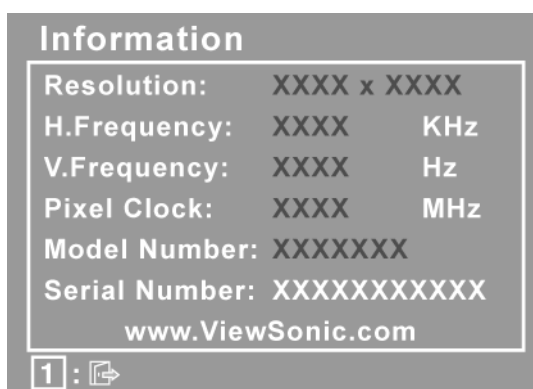 Information
Resolution: XXXX x XXXX
H.Frequency: XXXX KHz
V.Frequency: XXXX Hz
Pixel Clock: XXXX MHz
Model Number: XXXXXXX
Serial Number: XXXXXXXXXXX
www.ViewSonic.com
1 :